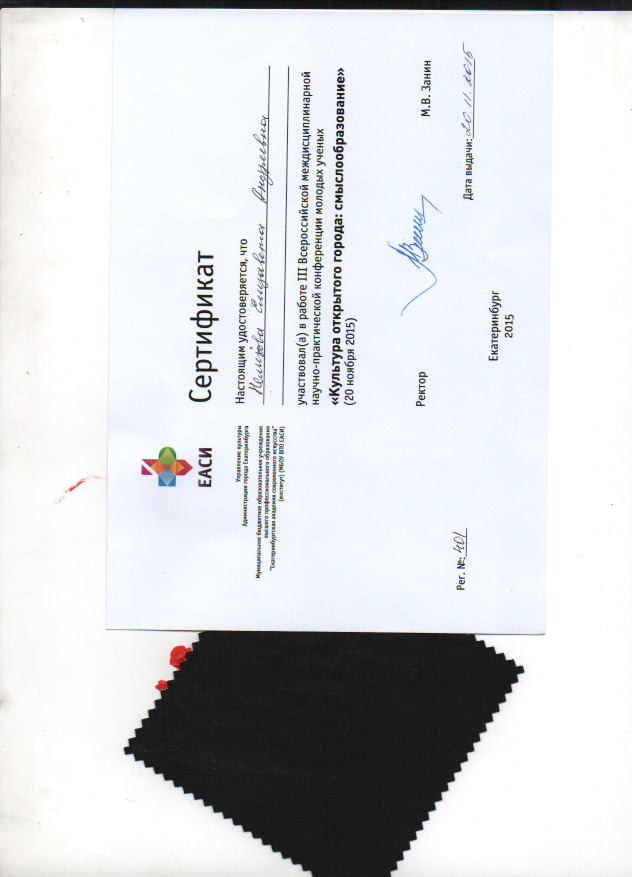 ЕАСИ
Управление культуры
Администрации города Екатеринбурга
Муниципальное бюджетное образовательное учреждение
высшего профессионального образования
"Екатеринбургская академия современного искусства"
(институт) (МБОУ ВПО ЕАСИ)
Рег. №: 401
Сертификат
Настоящим удостоверяется, что
Елизавета Андреевна
участвовал(а) в работе III Всероссийской междисциплинарной
научно-практической конференции молодых ученых
«Культура открытого города: смыслообразование»
(20 ноября 2015)
Ректор
М.В. Занин
Дата выдачи: 20 11. 2015
Екатеринбург
2015